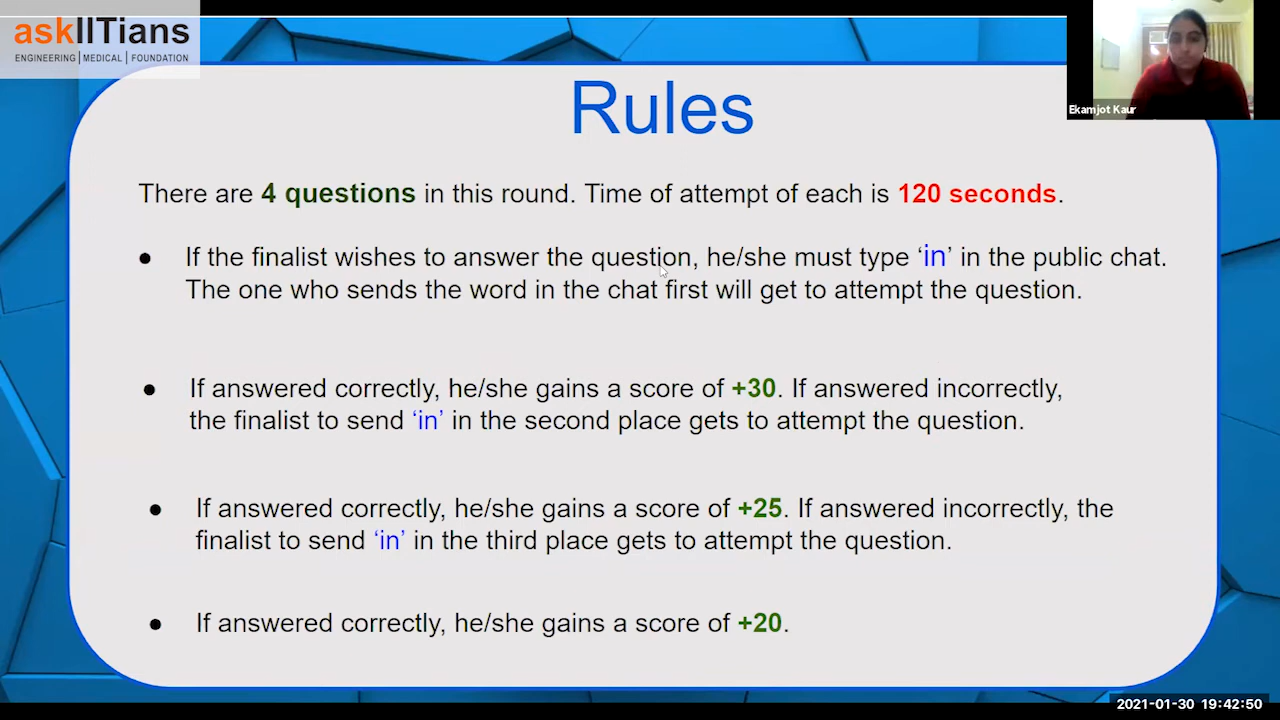 askIITians
ENGINEERING | MEDICAL | FOUNDATION
Ekamjot Kaur
Rules
There are 4 questions in this round. Time of attempt of each is 120 seconds.
● If the finalist wishes to answer the question, he/she must type ‘in’ in the public chat.
The one who sends the word in the chat first will get to attempt the question.
● If answered correctly, he/she gains a score of +30. If answered incorrectly,
the finalist to send ‘in’ in the second place gets to attempt the question.
● If answered correctly, he/she gains a score of +25. If answered incorrectly, the
finalist to send ‘in’ in the third place gets to attempt the question.
● If answered correctly, he/she gains a score of +20.
2021-01-30 19:42:50